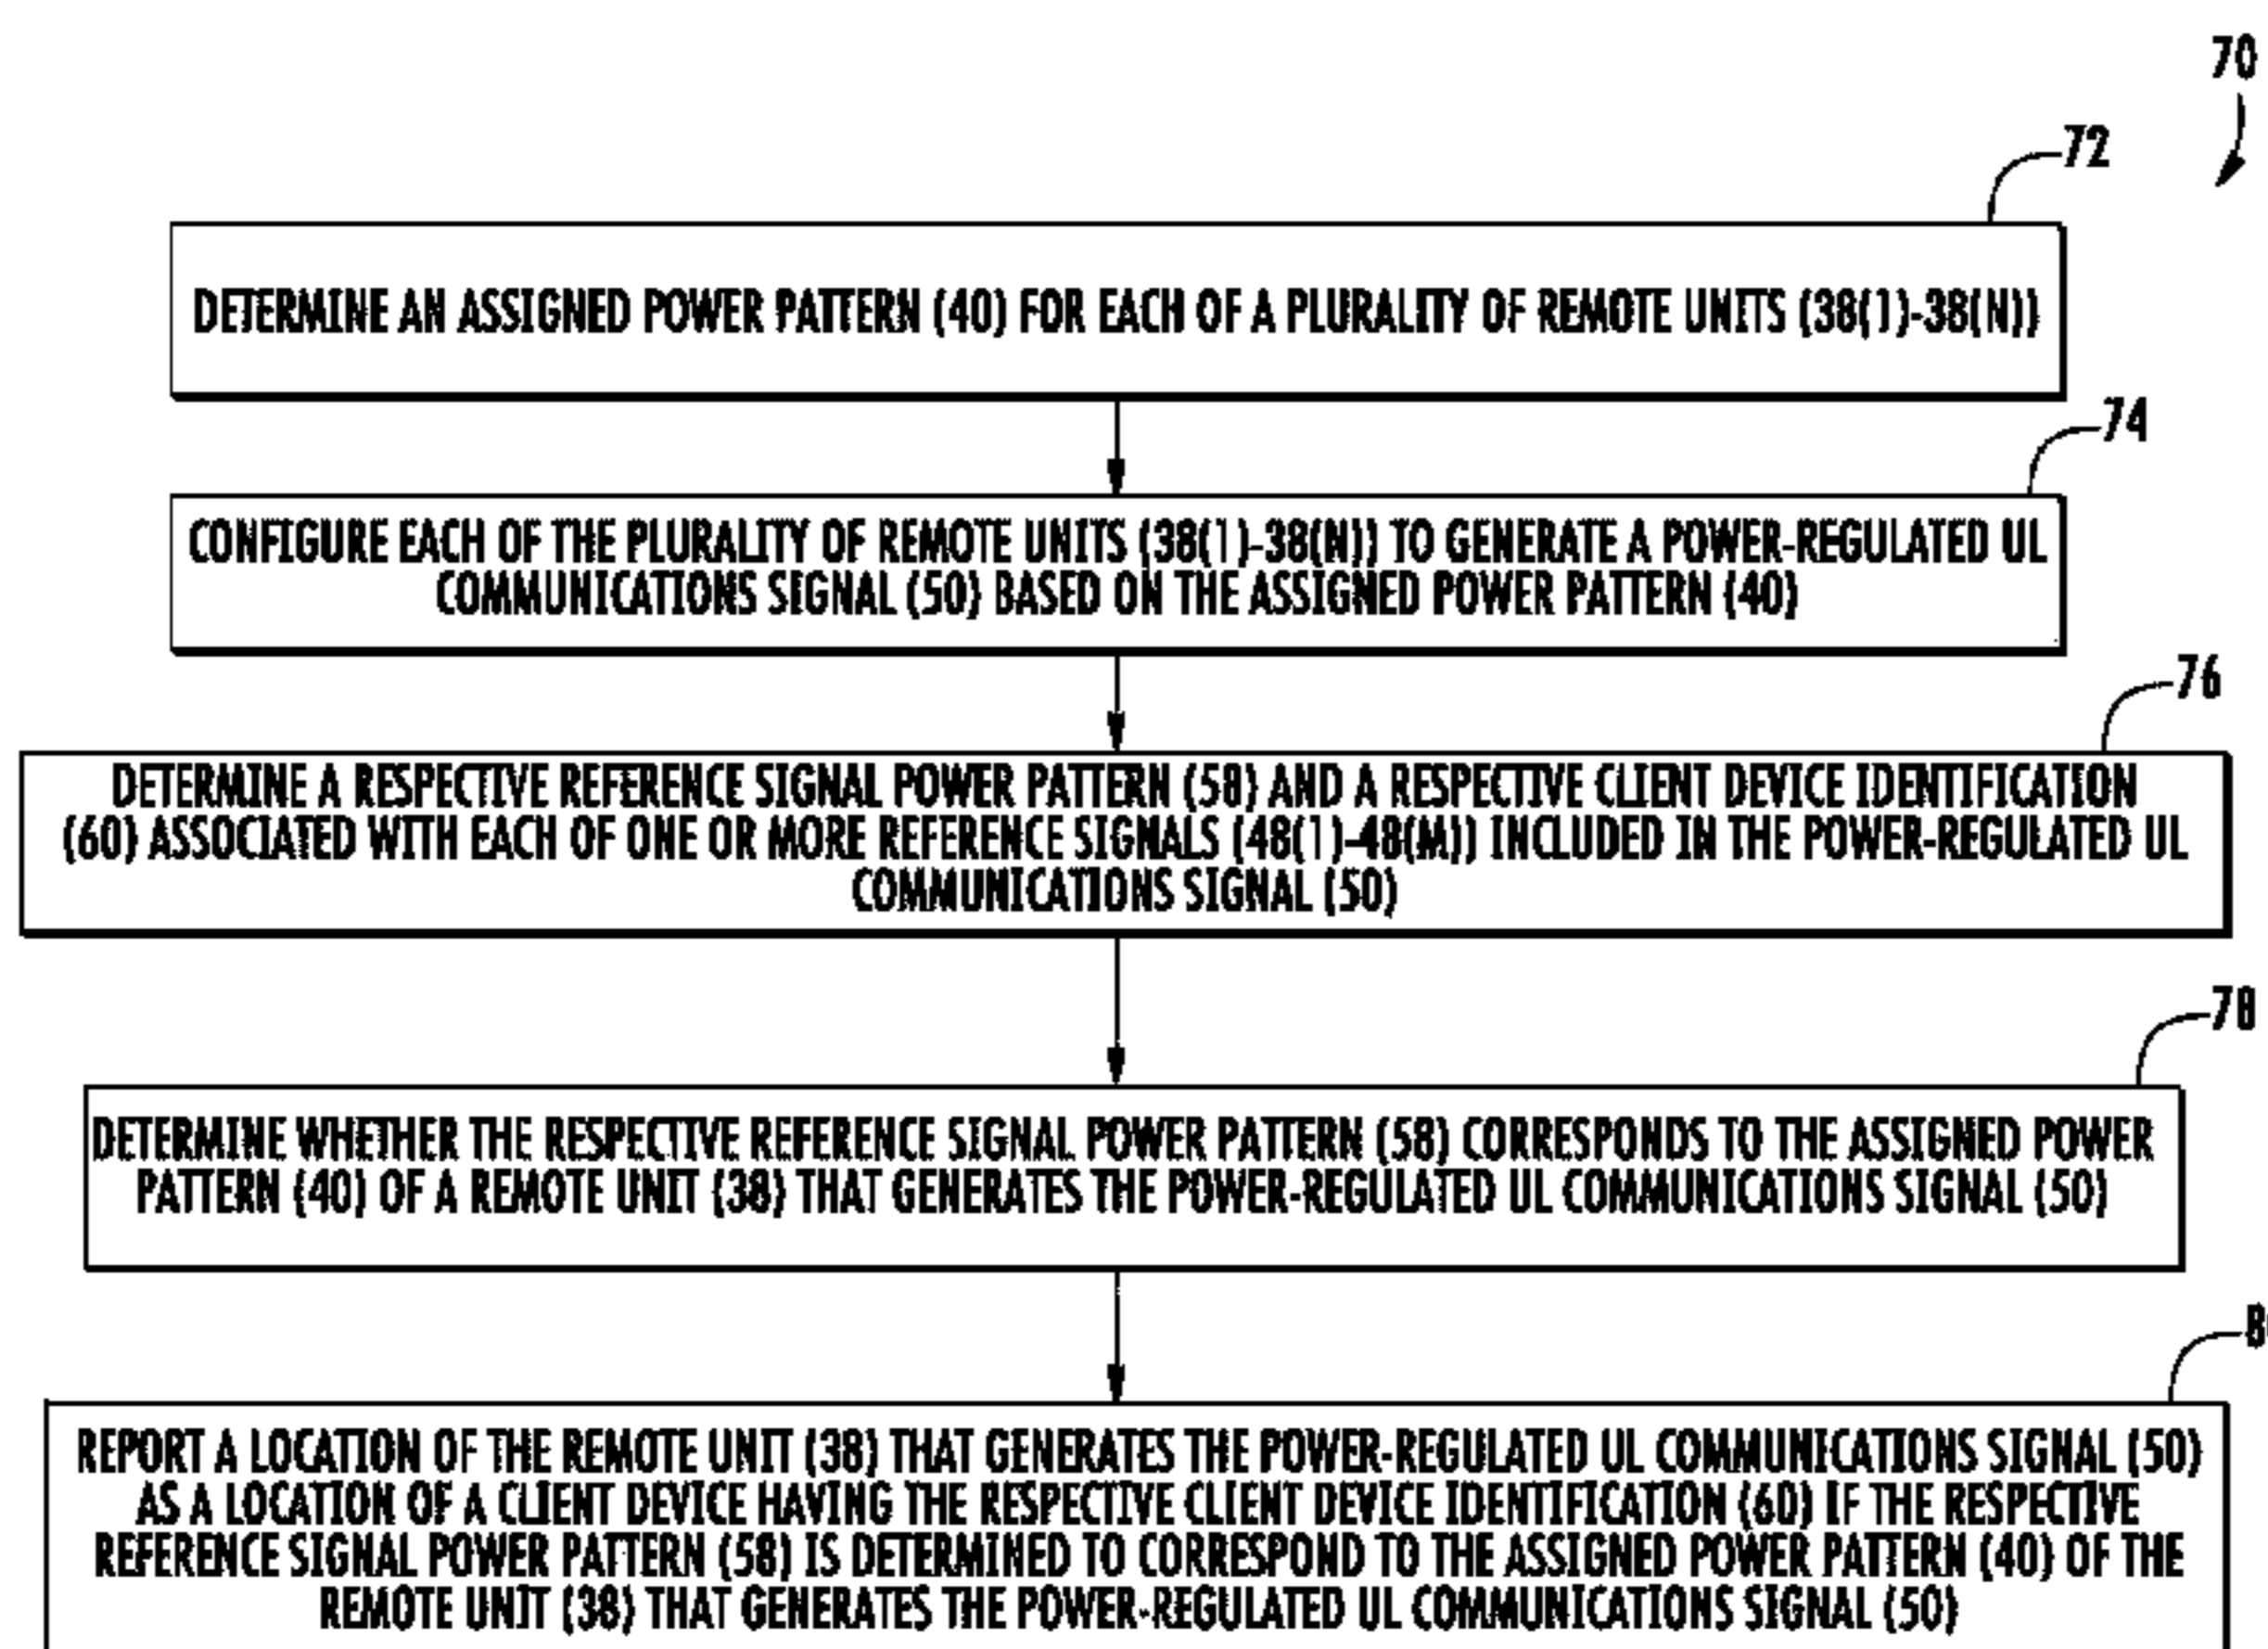 70
72
DETERMINE AN ASSIGNED POWER PATTERN (40) FOR EACH OF A PLURALITY OF REMOTE UNITS (38(1)-38(N))
74
CONFIGURE EACH OF THE PLURALITY OF REMOTE UNITS (38(1)-38(N)) TO GENERATE A POWER-REGULATED UL
COMMUNICATIONS SIGNAL (50) BASED ON THE ASSIGNED POWER PATTERN (40)
76
DETERMINE A RESPECTIVE REFERENCE SIGNAL POWER PATTERN (58) AND A RESPECTIVE CLIENT DEVICE IDENTIFICATION
(60) ASSOCIATED WITH EACH OF ONE OR MORE REFERENCE SIGNALS (48(1)-48(M)) INCLUDED IN THE POWER-REGULATED UL
COMMUNICATIONS SIGNAL (50)
78
DETERMINE WHETHER THE RESPECTIVE REFERENCE SIGNAL POWER PATTERN (58) CORRESPONDS TO THE ASSIGNED POWER
PATTERN (40) OF A REMOTE UNIT (38) THAT GENERATES THE POWER-REGULATED UL COMMUNICATIONS SIGNAL (50)
8
REPORT A LOCATION OF THE REMOTE UNIT (38) THAT GENERATES THE POWER-REGULATED UL COMMUNICATIONS SIGNAL (50)
AS A LOCATION OF A CLIENT DEVICE HAVING THE RESPECTIVE CLIENT DEVICE IDENTIFICATION (60) IF THE RESPECTIVE
REFERENCE SIGNAL POWER PATTERN (58) IS DETERMINED TO CORRESPOND TO THE ASSIGNED POWER PATTERN (40) OF THE
REMOTE UNIT (38) THAT GENERATES THE POWER-REGULATED UL COMMUNICATIONS SIGNAL (50)